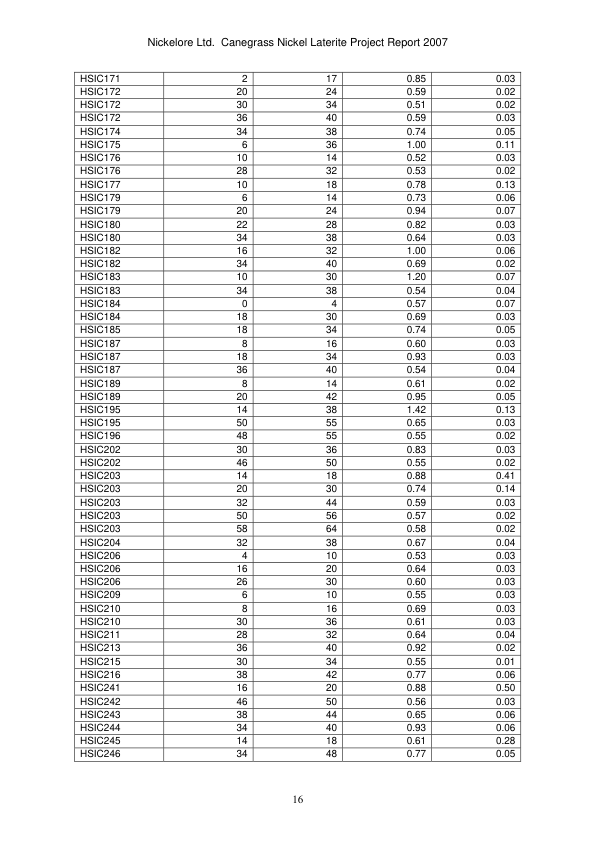 Nickelore Ltd.  Canegrass Nickel Laterite Project Report 2007
HSIC171 2 17 0.85 0.03
HSIC172 20 24 0.59 0.02
HSIC172 30 34 0.51 0.02
HSIC172 36 40 0.59 0.03
HSIC174 34 38 0.74 0.05
HSIC175 6 36 1.00 0.11
HSIC176 10 14 0.52 0.03
HSIC176 28 32 0.53 0.02
HSIC177 10 18 0.78 0.13
HSIC179 6 14 0.73 0.06
HSIC179 20 24 0.94 0.07
HSIC180 22 28 0.82 0.03
HSIC180 34 38 0.64 0.03
HSIC182 16 32 1.00 0.06
HSIC182 34 40 0.69 0.02
HSIC183 10 30 1.20 0.07
HSIC183 34 38 0.54 0.04
HSIC184 0 4 0.57 0.07
HSIC184 18 30 0.69 0.03
HSIC185 18 34 0.74 0.05
HSIC187 8 16 0.60 0.03
HSIC187 18 34 0.93 0.03
HSIC187 36 40 0.54 0.04
HSIC189 8 14 0.61 0.02
HSIC189 20 42 0.95 0.05
HSIC195 14 38 1.42 0.13
HSIC195 50 55 0.65 0.03
HSIC196 48 55 0.55 0.02
HSIC202 30 36 0.83 0.03
HSIC202 46 50 0.55 0.02
HSIC203 14 18 0.88 0.41
HSIC203 20 30 0.74 0.14
HSIC203 32 44 0.59 0.03
HSIC203 50 56 0.57 0.02
HSIC203 58 64 0.58 0.02
HSIC204 32 38 0.67 0.04
HSIC206 4 10 0.53 0.03
HSIC206 16 20 0.64 0.03
HSIC206 26 30 0.60 0.03
HSIC209 6 10 0.55 0.03
HSIC210 8 16 0.69 0.03
HSIC210 30 36 0.61 0.03
HSIC211 28 32 0.64 0.04
HSIC213 36 40 0.92 0.02
HSIC215 30 34 0.55 0.01
HSIC216 38 42 0.77 0.06
HSIC241 16 20 0.88 0.50
HSIC242 46 50 0.56 0.03
HSIC243 38 44 0.65 0.06
HSIC244 34 40 0.93 0.06
HSIC245 14 18 0.61 0.28
HSIC246 34 48 0.77 0.05
16